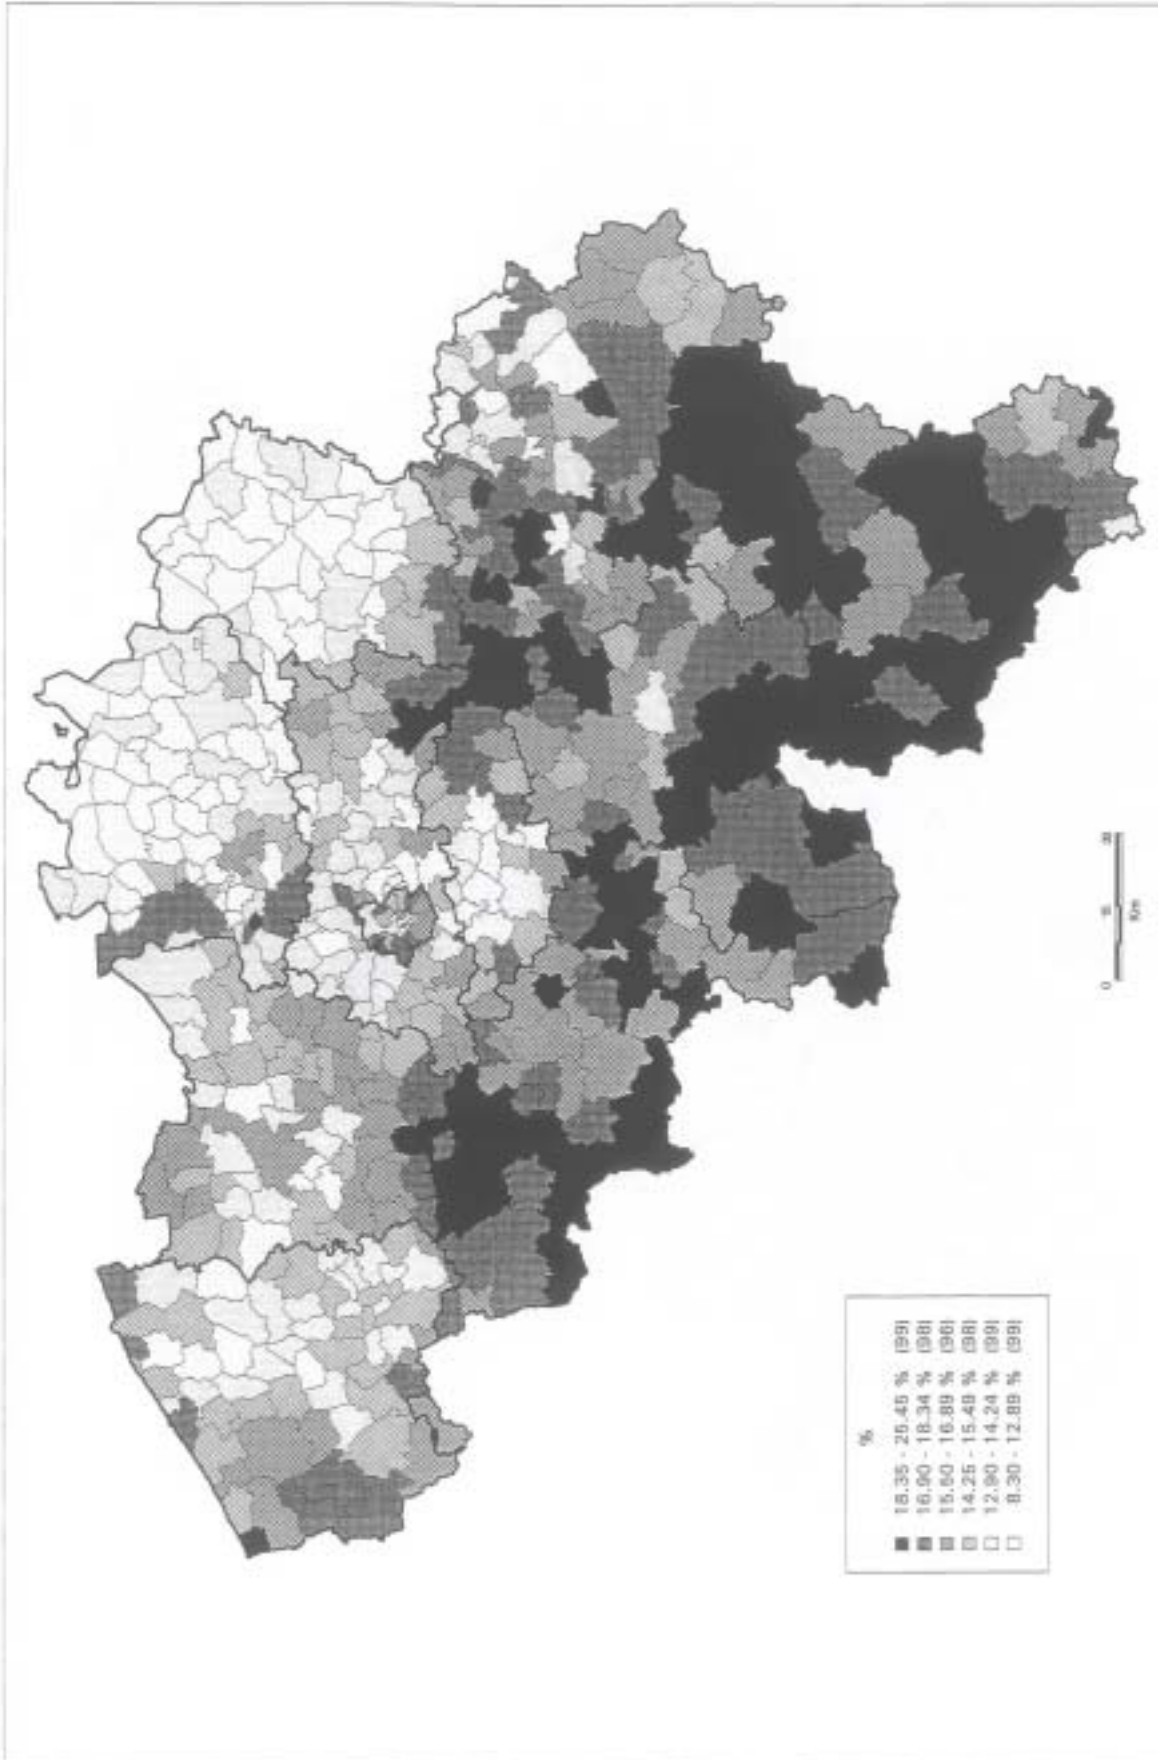 %
18.35 - 25.45 % (99)
16.90 - 18.34 % (98)
15.50 - 16.89 % (96)
14.25 - 15.49 % (98)
12.90 - 14.24 % (99)
8.30 - 12.89 % (99)
0
Km